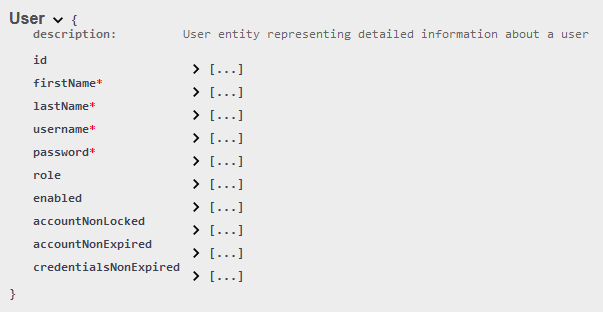 User {
description: User entity representing detailed information about a user
id > [...]
firstName* > [...]
lastName* > [...]
username* > [...]
password* > [...]
role > [...]
enabled > [...]
accountNonLocked > [...]
accountNonExpired > [...]
credentialsNonExpired > [...]
}